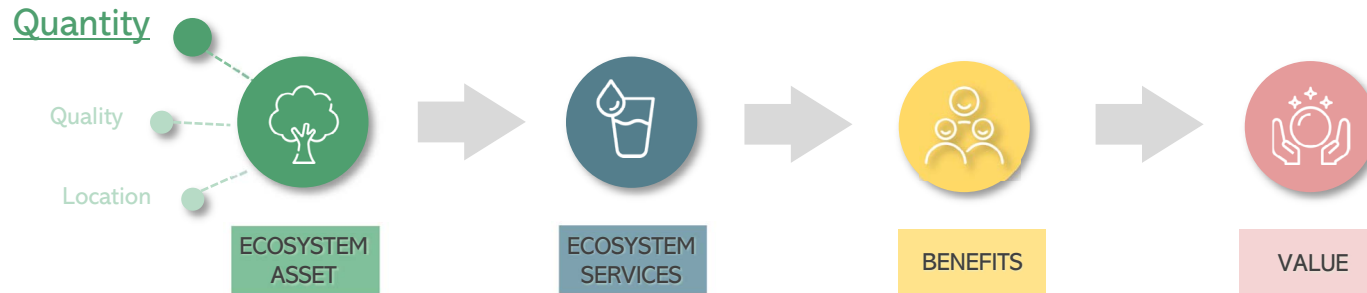 Quantity
Quality
Location
ECOSYSTEM
ASSET
ECOSYSTEM
SERVICES
BENEFITS
VALUE